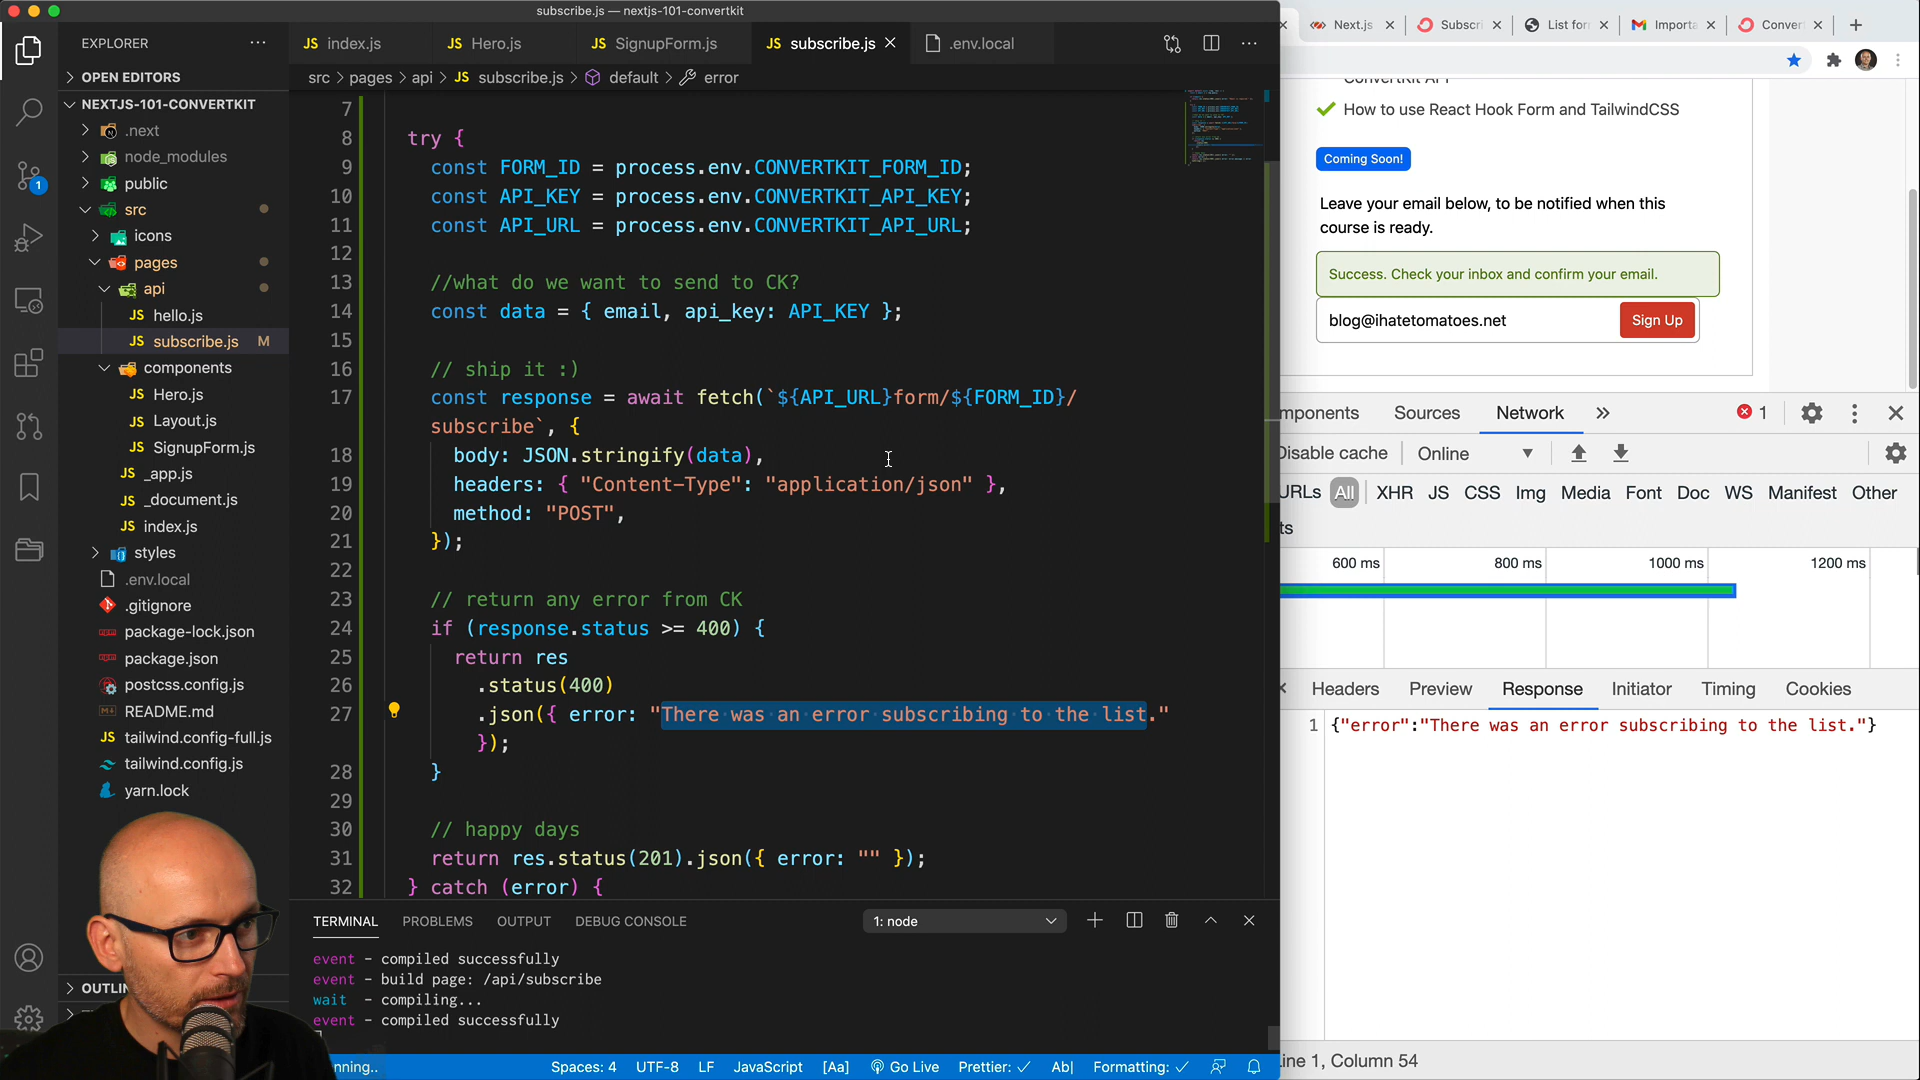 subscribe.js — nextjs-101-convertkit
EXPLORER
OPEN EDITORS
NEXTJS-101-CONVERTKIT
.next
node_modules
public
src
icons
pages
api
JS hello.js
JS subscribe.js M
components
JS Hero.js
JS Layout.js
JS SignupForm.js
JS _app.js
JS _document.js
JS index.js
styles
.env.local
.gitignore
package-lock.json
package.json
postcss.config.js
README.md
JS tailwind.config-full.js
tailwind.config.js
yarn.lock
1
JS index.js
JS Hero.js
JS SignupForm.js
JS subscribe.js
.env.local
src > pages > api > JS subscribe.js > default > error
7
8 try {
9 const FORM_ID = process.env.CONVERTKIT_FORM_ID;
10 const API_KEY = process.env.CONVERTKIT_API_KEY;
11 const API_URL = process.env.CONVERTKIT_API_URL;
12
13 //what do we want to send to CK?
14 const data = { email, api_key: API_KEY };
15
16 // ship it :)
17 const response = await fetch(`${API_URL}form/${FORM_ID}/
subscribe`, {
18 body: JSON.stringify(data),
19 headers: { "Content-Type": "application/json" },
20 method: "POST",
21 });
22
23 // return any error from CK
24 if (response.status >= 400) {
25 return res
26 .status(400)
27 .json({ error: "There was an error subscribing to the list."
});
28 }
29
30 // happy days
31 return res.status(201).json({ error: "" });
32 } catch (error) {
TERMINAL
PROBLEMS
OUTPUT
DEBUG CONSOLE
1: node
event - compiled successfully
event - build page: /api/subscribe
wait - compiling...
event - compiled successfully
OUTLIN
nning..
Spaces: 4
UTF-8
LF
JavaScript
[Aa]
Go Live
Prettier: ✓
Ab|
Formatting: ✓
Next.js
Subscri
List for
Importa
Conver
ConvertKit API
How to use React Hook Form and TailwindCSS
Coming Soon!
Leave your email below, to be notified when this
course is ready.
Success. Check your inbox and confirm your email.
blog@ihatetomatoes.net
Sign Up
mponents
Sources
Network
1
Disable cache
Online
URLs
All
XHR
JS
CSS
Img
Media
Font
Doc
WS
Manifest
Other
ts
600 ms
800 ms
1000 ms
1200 ms
Headers
Preview
Response
Initiator
Timing
Cookies
1 {"error":"There was an error subscribing to the list."}
ine 1, Column 54